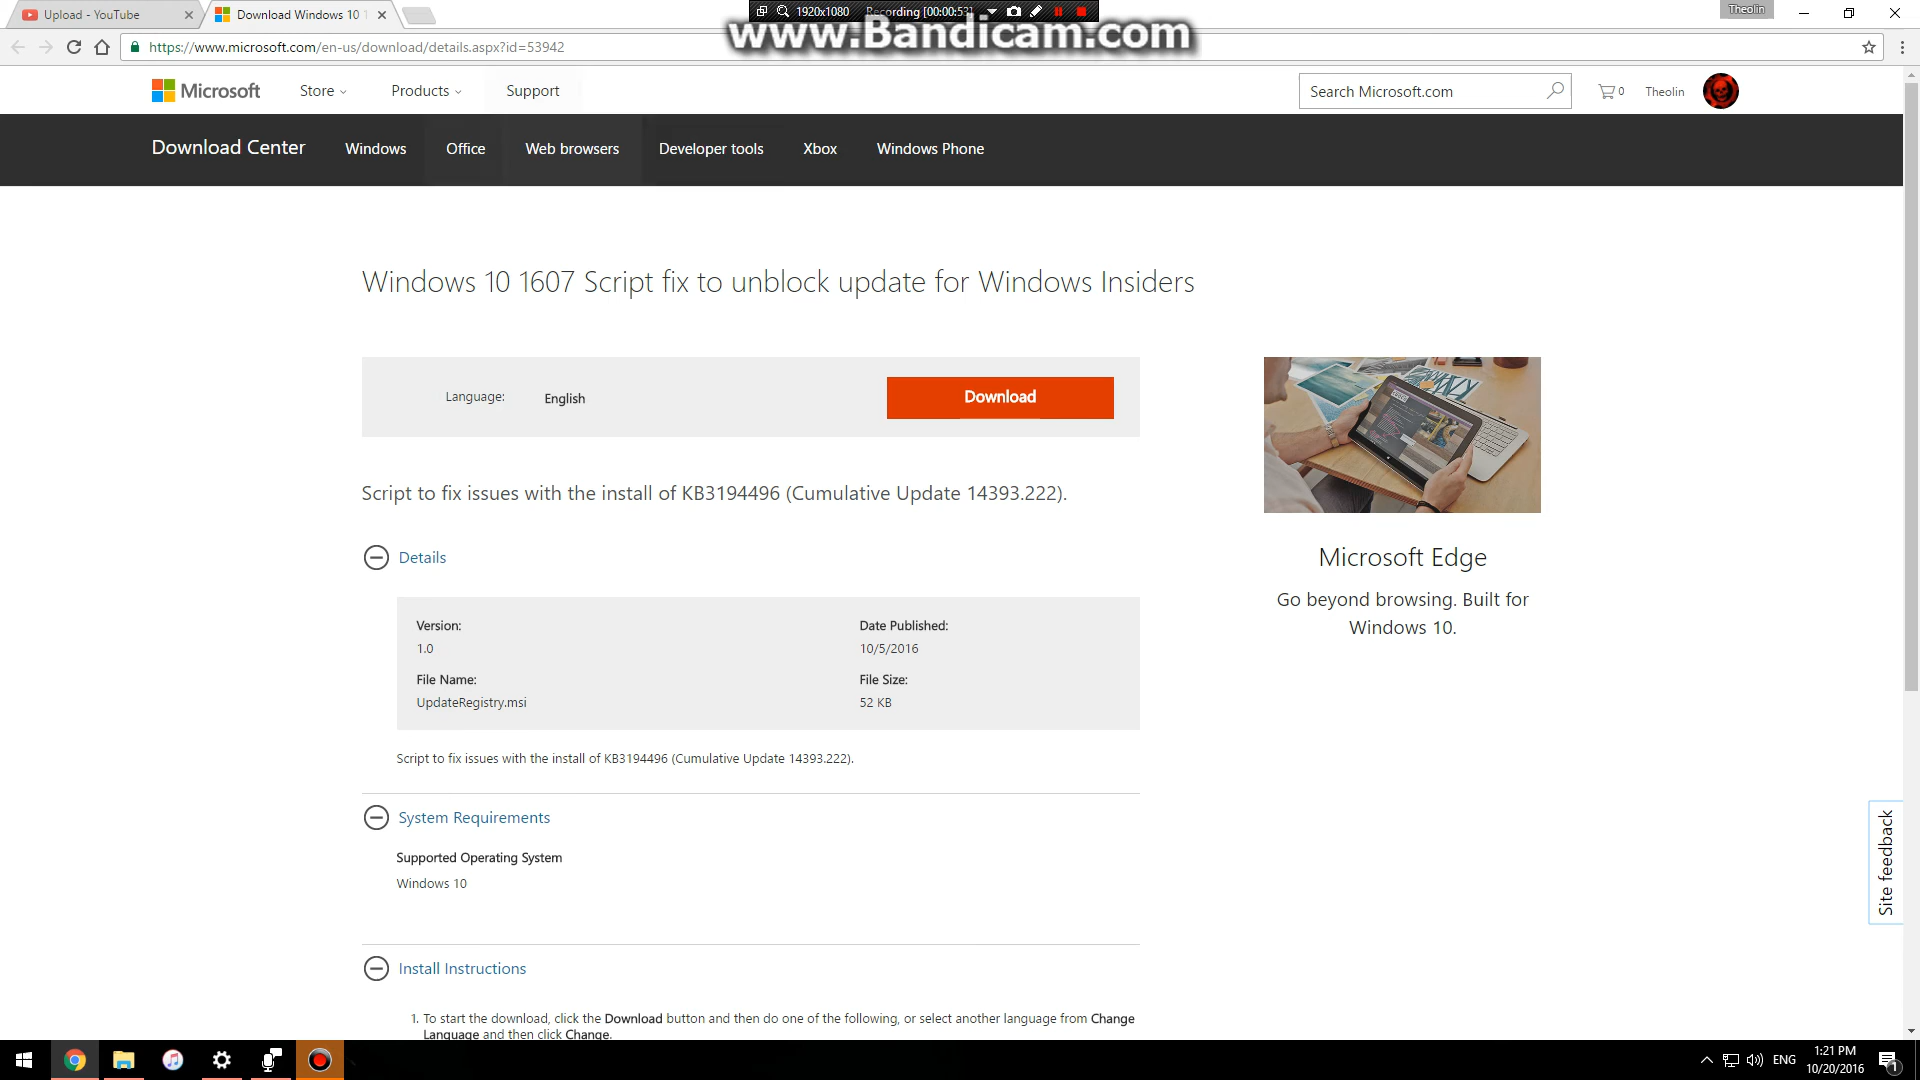 Upload - YouTube
Download Windows 10 1
1920x1080
Recording [00:00:53]
www.Bandicam.com
Theolin
https://www.microsoft.com/en-us/download/details.aspx?id=53942
Microsoft
Store
Products
Support
Search Microsoft.com
0
Theolin
Download Center
Windows
Office
Web browsers
Developer tools
Xbox
Windows Phone
Windows 10 1607 Script fix to unblock update for Windows Insiders
Language:
English
Download
Script to fix issues with the install of KB3194496 (Cumulative Update 14393.222).
Details
Version:
1.0
Date Published:
10/5/2016
File Name:
UpdateRegistry.msi
File Size:
52 KB
Script to fix issues with the install of KB3194496 (Cumulative Update 14393.222).
System Requirements
Supported Operating System
Windows 10
Install Instructions
1. To start the download, click the Download button and then do one of the following, or select another language from Change
Language and then click Change.
Microsoft Edge
Go beyond browsing. Built for
Windows 10.
Site feedback
ENG
1:21 PM
10/20/2016
1